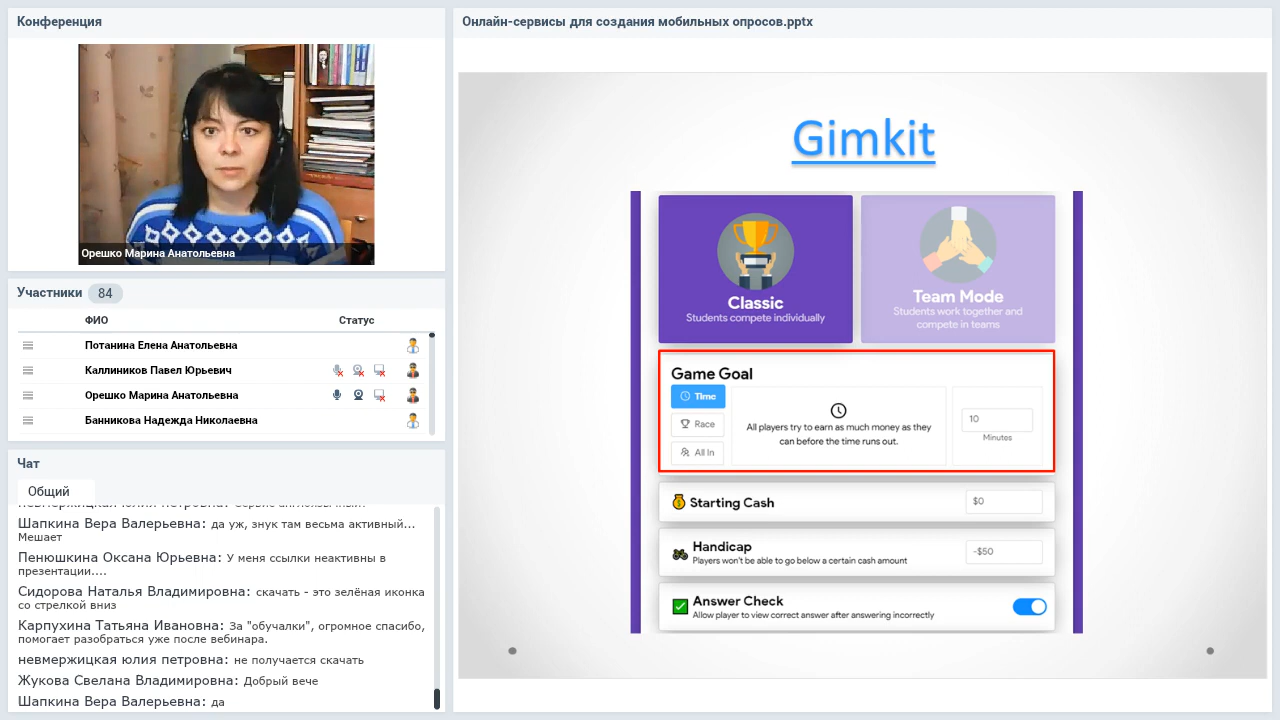 Конференция
Орешко Марина Анатольевна
Участники 84
ФИО Статус
Потанина Елена Анатольевна
Каллиников Павел Юрьевич
Орешко Марина Анатольевна
Банникова Надежда Николаевна
Чат
Общий
Шапкина Вера Валерьевна: да уж, знук там весьма активный...
Мешает
Пенюшкина Оксана Юрьевна: У меня ссылки неактивны в
презентации....
Сидорова Наталья Владимировна: скачать - это зелёная иконка
со стрелкой вниз
Карпухина Татьяна Ивановна: За "обучалки", огромное спасибо,
помогает разобраться уже после вебинара.
невмержицкая юлия петровна: не получается скачать
Жукова Свелана Владимировна: Добрый вече
Шапкина Вера Валерьевна: да
Онлайн-сервисы для создания мобильных опросов.pptx
Gimkit
Classic
Students compete individually
Team Mode
Students work together and
compete in teams
Game Goal
Time
Race
All In
All players try to earn as much money as they
can before the time runs out.
10
Minutes
Starting Cash
$0
Handicap
Players won't be able to go below a certain cash amount
-$50
Answer Check
Allow player to view correct answer after answering incorrectly